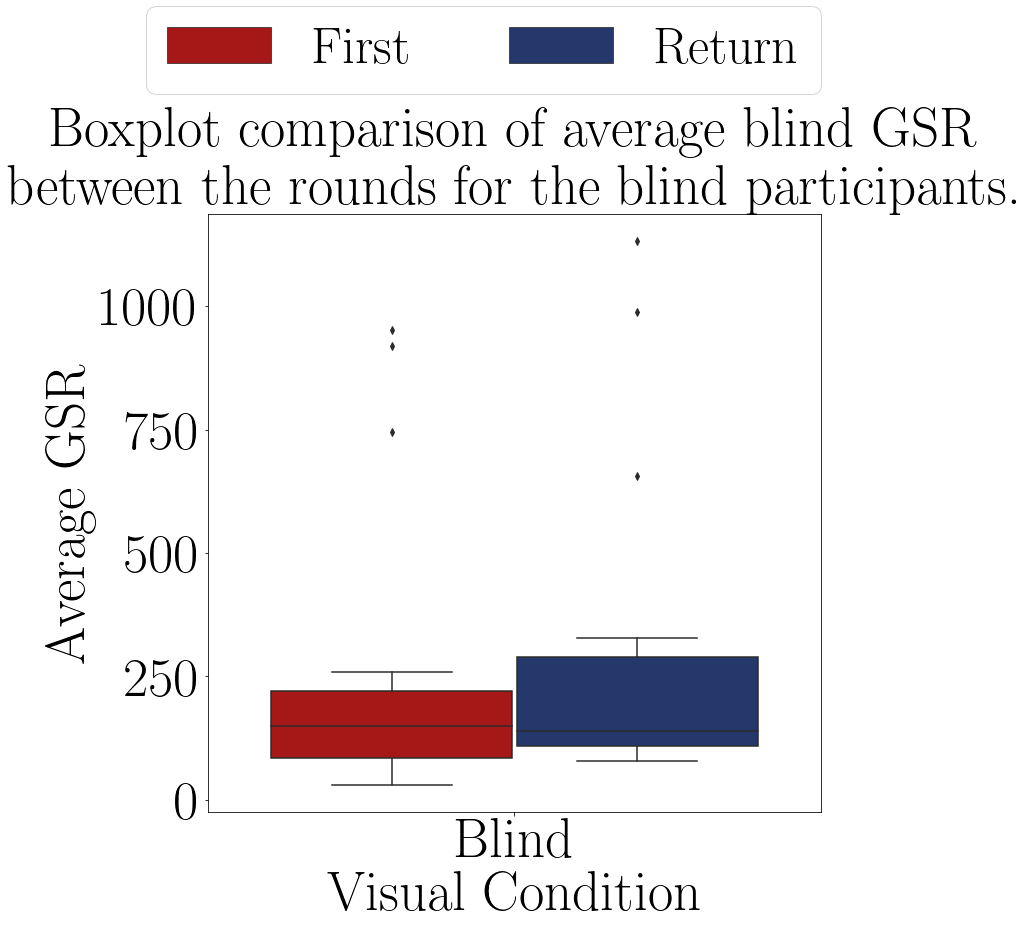 First Return
Boxplot comparison of average blind GSR
between the rounds for the blind participants.
1000
750
500
250
0
Average GSR
Blind
Visual Condition